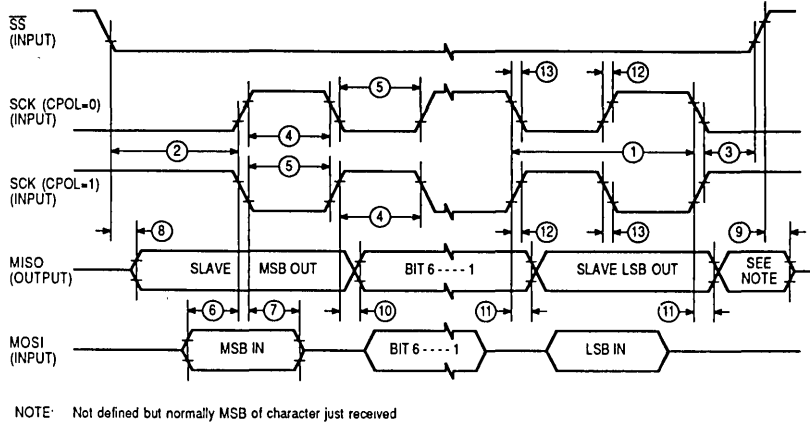 SS
(INPUT)
⑬ ⑫
SCK (CPOL=0)
(INPUT)
⑤
④
② ① ③
SCK (CPOL=1)
(INPUT)
⑤
④
⑫ ⑬
⑧ ⑨
MISO
(OUTPUT)
SLAVE MSB OUT BIT 6 - - - - 1 SLAVE LSB OUT SEE
NOTE
⑥ ⑦ ⑩ ⑪ ⑪
MOSI
(INPUT)
MSB IN BIT 6 - - - - 1 LSB IN
NOTE· Not defined but normally MSB of character just received